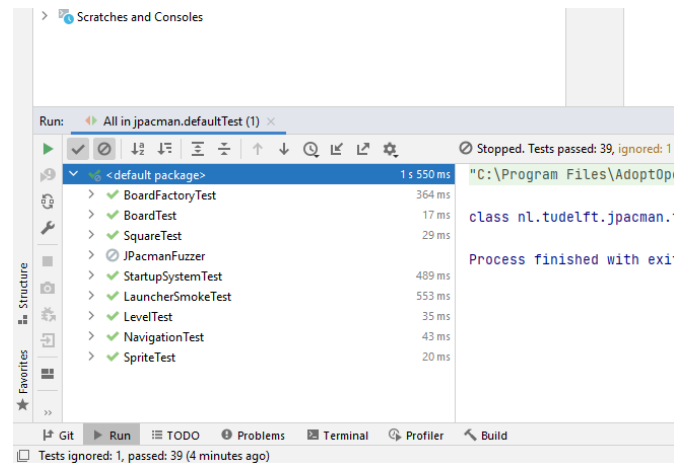 Scratches and Consoles
Run: All in jpacman.defaultTest (1)
Stopped. Tests passed: 39, ignored: 1
<default package> 1 s 550 ms
BoardFactoryTest 364 ms
BoardTest 17 ms
SquareTest 29 ms
JPacmanFuzzer
StartupSystemTest 489 ms
LauncherSmokeTest 553 ms
LevelTest 35 ms
NavigationTest 43 ms
SpriteTest 20 ms
"C:\Program Files\AdoptOp
class nl.tudelft.jpacman.
Process finished with exi
Structure
Favorites
Git Run TODO Problems Terminal Profiler Build
Tests ignored: 1, passed: 39 (4 minutes ago)